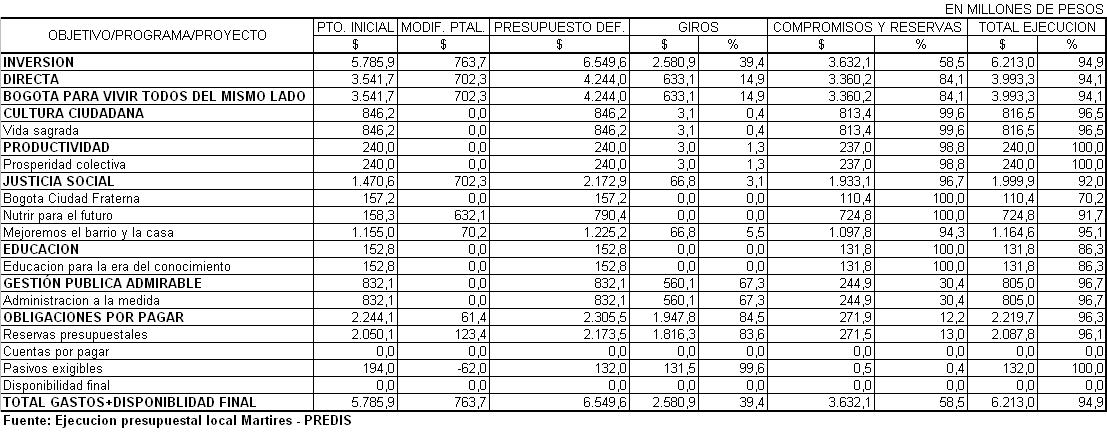 EN MILLONES DE PESOS
OBJETIVO/PROGRAMA/PROYECTO PTO. INICIAL MODIF. PTAL. PRESUPUESTO DEF. GIROS COMPROMISOS Y RESERVAS TOTAL EJECUCION
$ $ $ $ % $ % $ %
INVERSION 5.785,9 763,7 6.549,6 2.580,9 39,4 3.632,1 58,5 6.213,0 94,9
DIRECTA 3.541,7 702,3 4.244,0 633,1 14,9 3.360,2 84,1 3.993,3 94,1
BOGOTA PARA VIVIR TODOS DEL MISMO LADO 3.541,7 702,3 4.244,0 633,1 14,9 3.360,2 84,1 3.993,3 94,1
CULTURA CIUDADANA 846,2 0,0 846,2 3,1 0,4 813,4 99,6 816,5 96,5
Vida sagrada 846,2 0,0 846,2 3,1 0,4 813,4 99,6 816,5 96,5
PRODUCTIVIDAD 240,0 0,0 240,0 3,0 1,3 237,0 98,8 240,0 100,0
Prosperidad colectiva 240,0 0,0 240,0 3,0 1,3 237,0 98,8 240,0 100,0
JUSTICIA SOCIAL 1.470,6 702,3 2.172,9 66,8 3,1 1.933,1 96,7 1.999,9 92,0
Bogota Ciudad Fraterna 157,2 0,0 157,2 0,0 0,0 110,4 100,0 110,4 70,2
Nutrir para el futuro 158,3 632,1 790,4 0,0 0,0 724,8 100,0 724,8 91,7
Mejoremos el barrio y la casa 1.155,0 70,2 1.225,2 66,8 5,5 1.097,8 94,3 1.164,6 95,1
EDUCACION 152,8 0,0 152,8 0,0 0,0 131,8 100,0 131,8 86,3
Educacion para la era del conocimiento 152,8 0,0 152,8 0,0 0,0 131,8 100,0 131,8 86,3
GESTIÓN PUBLICA ADMIRABLE 832,1 0,0 832,1 560,1 67,3 244,9 30,4 805,0 96,7
Administracion a la medida 832,1 0,0 832,1 560,1 67,3 244,9 30,4 805,0 96,7
OBLIGACIONES POR PAGAR 2.244,1 61,4 2.305,5 1.947,8 84,5 271,9 12,2 2.219,7 96,3
Reservas presupuestales 2.050,1 123,4 2.173,5 1.816,3 83,6 271,5 13,0 2.087,8 96,1
Cuentas por pagar 0,0 0,0 0,0 0,0 0,0 0,0 0,0 0,0 0,0
Pasivos exigibles 194,0 -62,0 132,0 131,5 99,6 0,5 0,4 132,0 100,0
Disponibilidad final 0,0 0,0 0,0 0,0 0,0 0,0 0,0 0,0 0,0
TOTAL GASTOS+DISPONIBLIDAD FINAL 5.785,9 763,7 6.549,6 2.580,9 39,4 3.632,1 58,5 6.213,0 94,9
Fuente: Ejecucion presupuestal local Martires - PREDIS